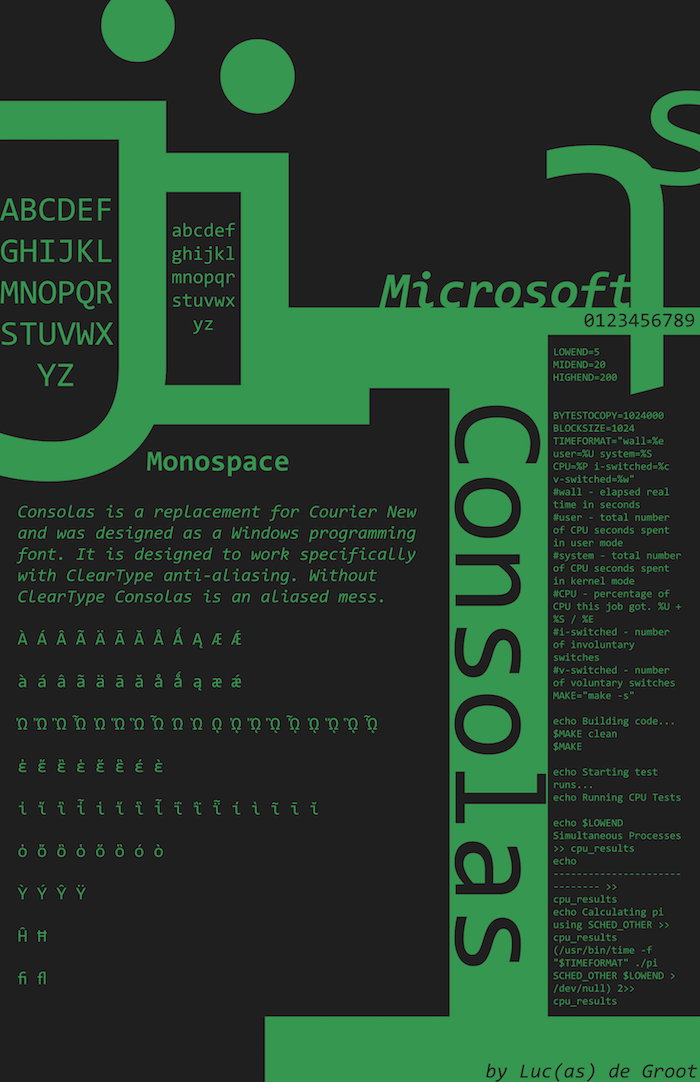 ABCDEF
GHIJKL
MNOPQR
STUVWX
YZ
abcdef
ghijkl
mnopqr
stuvwx
yz
Microsoft
0123456789
Consolas
Monospace
Consolas is a replacement for Courier New
and was designed as a Windows programming
font. It is designed to work specifically
with ClearType anti-aliasing. Without
ClearType Consolas is an aliased mess.
À Á Â Ã Ä Ā Ă Å Ǻ Ą Æ Ǽ
à á â ã ä ā ă å ǻ ą æ ǽ
Ỳ Ý Ŷ Ÿ
Ĥ Ħ
ﬁ ﬂ
LOWEND=5
MIDEND=20
HIGHEND=200
BYTESTOCOPY=1024000
BLOCKSIZE=1024
TIMEFORMAT="wall=%e
user=%U system=%S
CPU=%P i-switched=%c
v-switched=%w"
#wall - elapsed real
time in seconds
#user - total number
of CPU seconds spent
in user mode
#system - total number
of CPU seconds spent
in kernel mode
#CPU - percentage of
CPU this job got. %U +
%S / %E
#i-switched - number
of involuntary
switches
#v-switched - number
of voluntary switches
MAKE="make -s"
echo Building code...
$MAKE clean
$MAKE
echo Starting test
runs...
echo Running CPU Tests
echo $LOWEND
Simultaneous Processes
>> cpu_results
echo
----------------------
-------- >>
cpu_results
echo Calculating pi
using SCHED_OTHER >>
cpu_results
(/usr/bin/time -f
"$TIMEFORMAT" ./pi
SCHED_OTHER $LOWEND >
/dev/null) 2>>
cpu_results
by Luc(as) de Groot